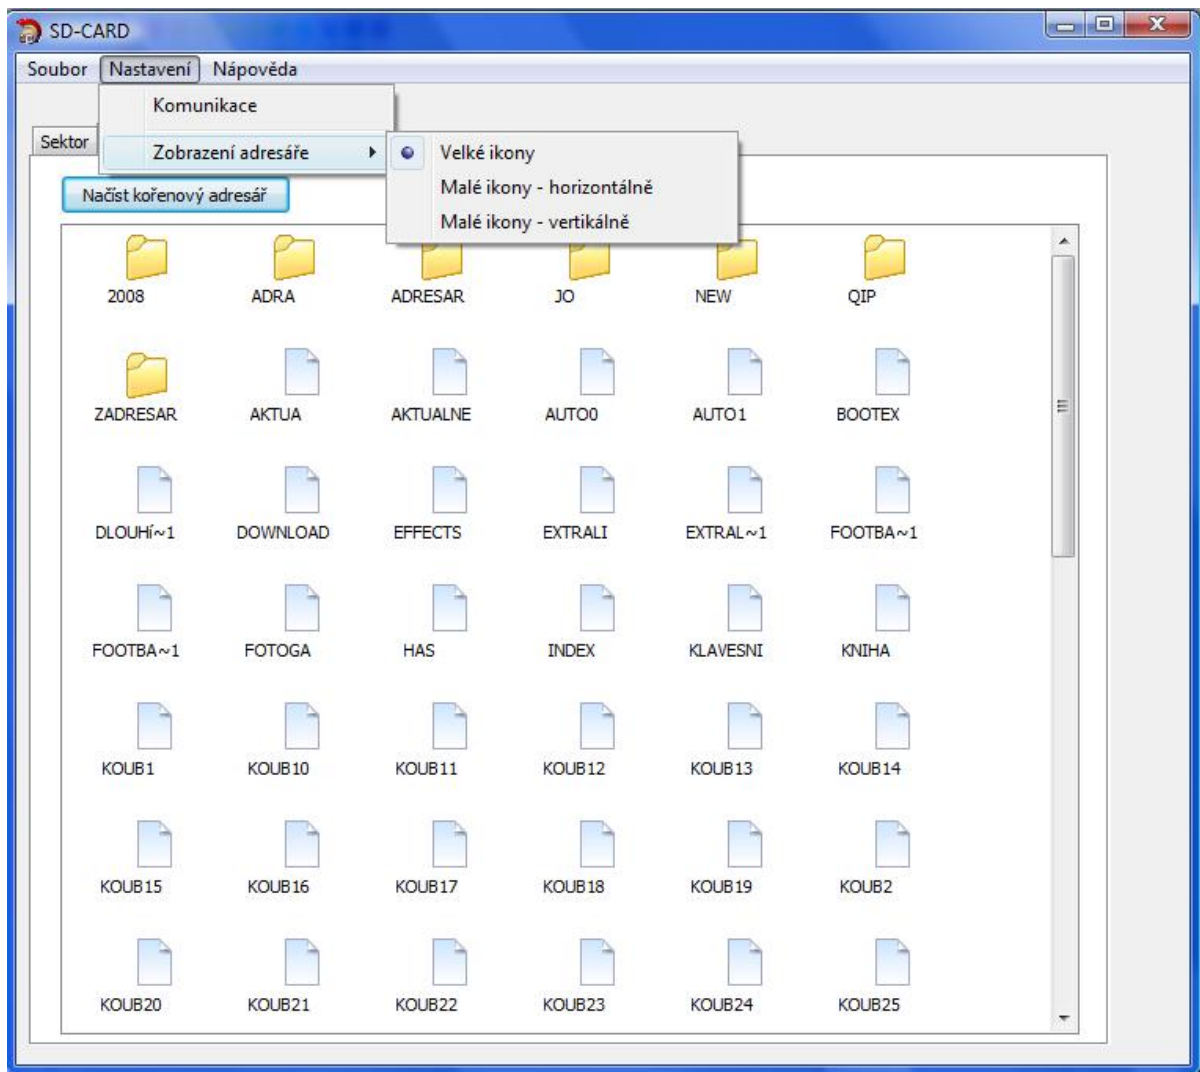 SD-CARD
Soubor Nastavení Nápověda
Komunikace
Sektor
Zobrazení adresáře
Velké ikony
Malé ikony - horizontálně
Malé ikony - vertikálně
Načíst kořenový adresář
2008 ADRA ADRESAR JO NEW QIP
ZADRESAR AKTUA AKTUALNE AUTO0 AUTO1 BOOTEX
DLOUHí~1 DOWNLOAD EFFECTS EXTRALI EXTRAL~1 FOOTBA~1
FOOTBA~1 FOTOGA HAS INDEX KLAVESNI KNIHA
KOUB1 KOUB10 KOUB11 KOUB12 KOUB13 KOUB14
KOUB15 KOUB16 KOUB17 KOUB18 KOUB19 KOUB2
KOUB20 KOUB21 KOUB22 KOUB23 KOUB24 KOUB25